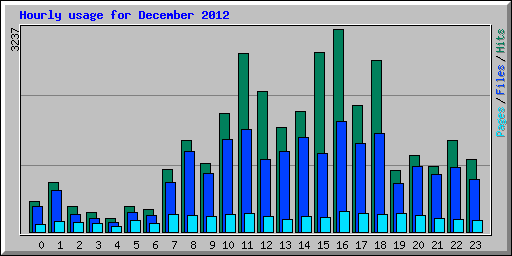 Hourly usage for December 2012
3237
Pages/Files/Hits
0 1 2 3 4 5 6 7 8 9 10 11 12 13 14 15 16 17 18 19 20 21 22 23